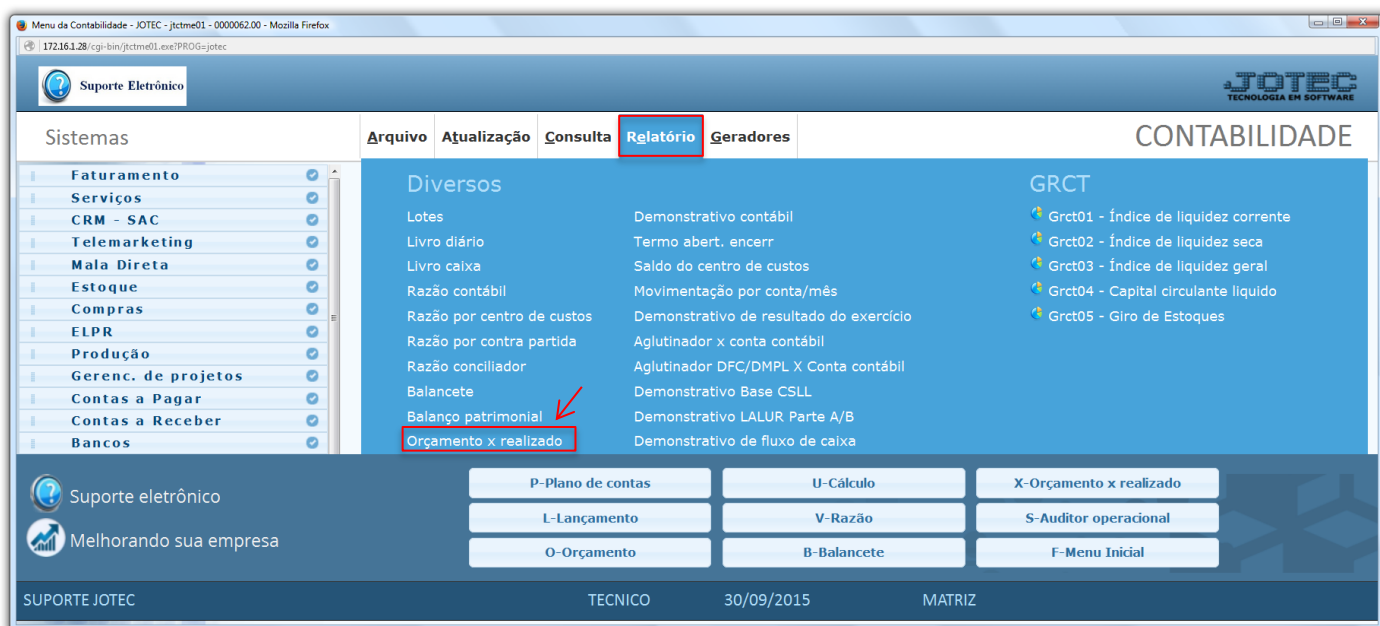 Menu da Contabilidade - JOTEC - jtctme01 - 0000062.00 - Mozilla Firefox
172.16.1.28/cgi-bin/jtctme01.exe?PROG=jotec
Suporte Eletrônico
JOTEC
TECNOLOGIA EM SOFTWARE
Sistemas
Arquivo Atualização Consulta Relatório Geradores
CONTABILIDADE
Faturamento
Serviços
CRM - SAC
Telemarketing
Mala Direta
Estoque
Compras
ELPR
Produção
Gerenc. de projetos
Contas a Pagar
Contas a Receber
Bancos
Diversos
Lotes
Livro diário
Livro caixa
Razão contábil
Razão por centro de custos
Razão por contra partida
Razão conciliador
Balancete
Balanço patrimonial
Orçamento x realizado
Demonstrativo contábil
Termo abert. encerr
Saldo do centro de custos
Movimentação por conta/mês
Demonstrativo de resultado do exercício
Aglutinador x conta contábil
Aglutinador DFC/DMPL X Conta contábil
Demonstrativo Base CSLL
Demonstrativo LALUR Parte A/B
Demonstrativo de fluxo de caixa
GRCT
Grct01 - Índice de liquidez corrente
Grct02 - Índice de liquidez seca
Grct03 - Índice de liquidez geral
Grct04 - Capital circulante liquido
Grct05 - Giro de Estoques
Suporte eletrônico
Melhorando sua empresa
P-Plano de contas U-Cálculo X-Orçamento x realizado
L-Lançamento V-Razão S-Auditor operacional
O-Orçamento B-Balancete F-Menu Inicial
SUPORTE JOTEC TECNICO 30/09/2015 MATRIZ